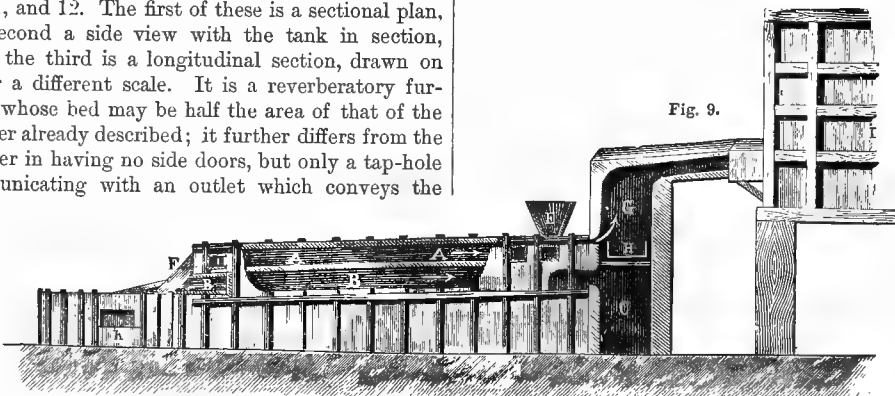 , and 12. The first of these is a sectional plan,
econd a side view with the tank in section,
the third is a longitudinal section, drawn on
a different scale. It is a reverberatory fur-
whose bed may be half the area of that of the
er already described; it further differs from the
er in having no side doors, but only a tap-hole
unicating with an outlet which conveys the
Fig. 9.
G
H
A A
B
F
h